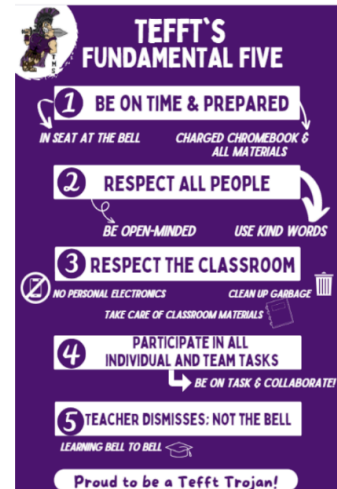 TEFFT'S
FUNDAMENTAL FIVE
1 BE ON TIME & PREPARED
IN SEAT AT THE BELL
CHARGED CHROMEBOOK &
ALL MATERIALS
2 RESPECT ALL PEOPLE
BE OPEN-MINDED
USE KIND WORDS
3 RESPECT THE CLASSROOM
NO PERSONAL ELECTRONICS
CLEAN UP GARBAGE
TAKE CARE OF CLASSROOM MATERIALS
4 PARTICIPATE IN ALL
INDIVIDUAL AND TEAM TASKS
BE ON TASK & COLLABORATE!
5 TEACHER DISMISSES; NOT THE BELL
LEARNING BELL TO BELL
Proud to be a Tefft Trojan!